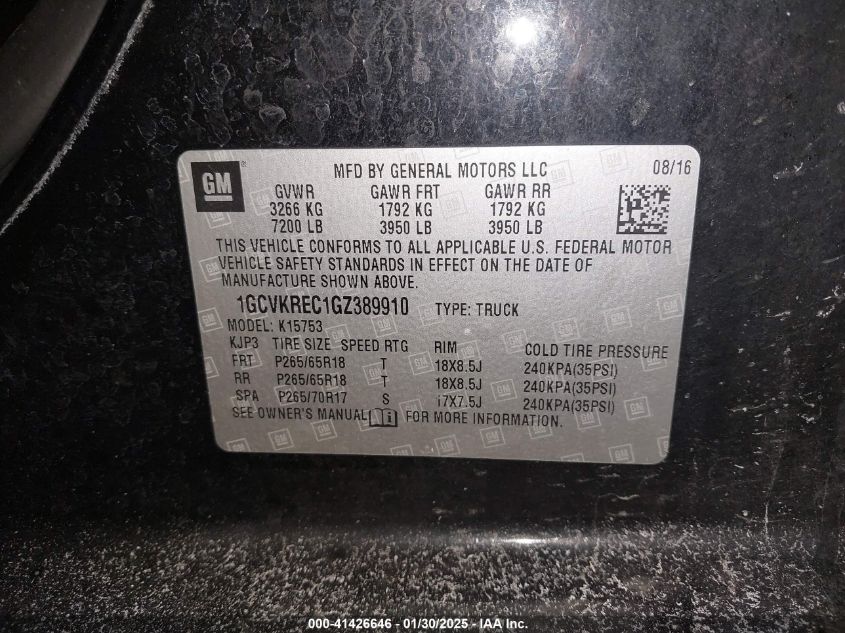 GM ® MFD BY GENERAL MOTORS LLC 08/16
GVWR GAWR FRT GAWR RR
3266 KG 1792 KG 1792 KG
7200 LB 3950 LB 3950 LB
THIS VEHICLE CONFORMS TO ALL APPLICABLE U.S. FEDERAL MOTOR
VEHICLE SAFETY STANDARDS IN EFFECT ON THE DATE OF
MANUFACTURE SHOWN ABOVE.
1GCVKREC1GZ389910 TYPE: TRUCK
MODEL: K15753
KJP3 TIRE SIZE SPEED RTG RIM COLD TIRE PRESSURE
FRT P265/65R18 T 18X8.5J 240KPA(35PSI)
RR P265/65R18 T 18X8.5J 240KPA(35PSI)
SPA P265/70R17 S 17X7.5J 240KPA(35PSI)
SEE OWNER'S MANUAL i FOR MORE INFORMATION.
000-41426646 - 01/30/2025 - IAA, Inc.